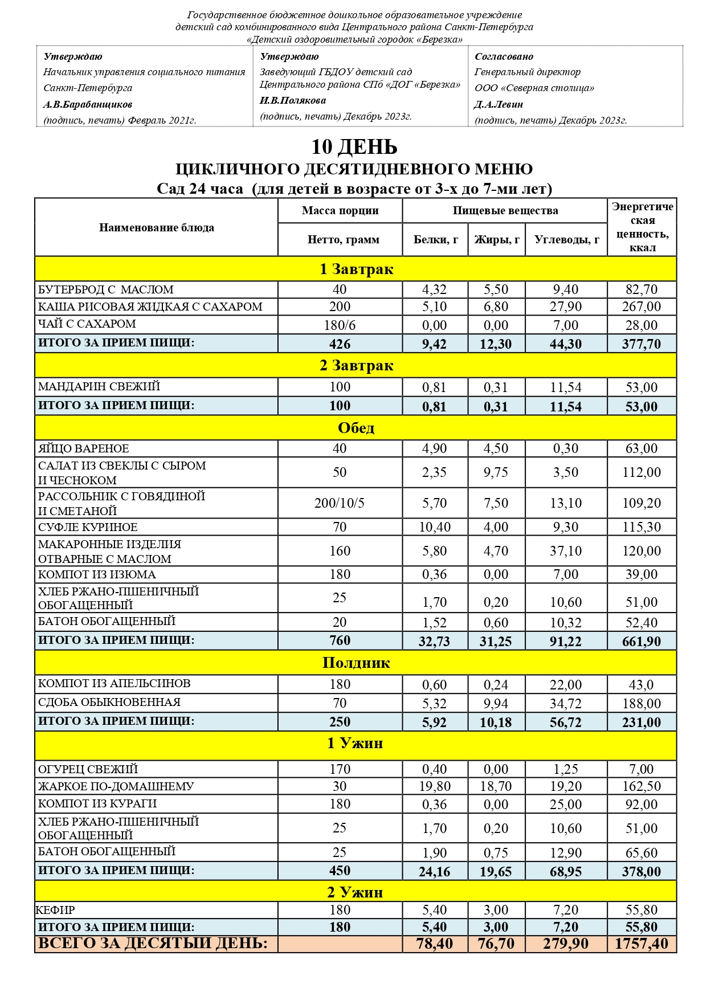 Государственное бюджетное дошкольное образовательное учреждение
детский сад комбинированного вида Центрального района Санкт-Петербурга
«Детский оздоровительный городок «Березка»
Утверждаю
Начальник управления социального питания
Санкт-Петербурга
А.В.Барабанщиков
(подпись, печать) Февраль 2021г.
Утверждаю
Заведующий ГБДОУ детский сад
Центрального района СПб «ДОГ «Березка»
И.В.Полякова
(подпись, печать) Декабрь 2023г.
Согласовано
Генеральный директор
ООО «Северная столица»
Д.А.Левин
(подпись, печать) Декабрь 2023г.
10 ДЕНЬ
ЦИКЛИЧНОГО ДЕСЯТИДНЕВНОГО МЕНЮ
Сад 24 часа (для детей в возрасте от 3-х до 7-ми лет)
Наименование блюда
Масса порции
Нетто, грамм
Пищевые вещества
Белки, г Жиры, г Углеводы, г
Энергетиче
ская
ценность,
ккал
1 Завтрак
БУТЕРБРОД С МАСЛОМ 40 4,32 5,50 9,40 82,70
КАША РИСОВАЯ ЖИДКАЯ С САХАРОМ 200 5,10 6,80 27,90 267,00
ЧАЙ С САХАРОМ 180/6 0,00 0,00 7,00 28,00
ИТОГО ЗА ПРИЕМ ПИЩИ: 426 9,42 12,30 44,30 377,70
2 Завтрак
МАНДАРИН СВЕЖИЙ 100 0,81 0,31 11,54 53,00
ИТОГО ЗА ПРИЕМ ПИЩИ: 100 0,81 0,31 11,54 53,00
Обед
ЯЙЦО ВАРЕНОЕ 40 4,90 4,50 0,30 63,00
САЛАТ ИЗ СВЕКЛЫ С СЫРОМ
И ЧЕСНОКОМ 50 2,35 9,75 3,50 112,00
РАССОЛЬНИК С ГОВЯДИНОЙ
И СМЕТАНОЙ 200/10/5 5,70 7,50 13,10 109,20
СУФЛЕ КУРИНОЕ 70 10,40 4,00 9,30 115,30
МАКАРОННЫЕ ИЗДЕЛИЯ
ОТВАРНЫЕ С МАСЛОМ 160 5,80 4,70 37,10 120,00
КОМПОТ ИЗ ИЗЮМА 180 0,36 0,00 7,00 39,00
ХЛЕБ РЖАНО-ПШЕНИЧНЫЙ
ОБОГАЩЕННЫЙ 25 1,70 0,20 10,60 51,00
БАТОН ОБОГАЩЕННЫЙ 20 1,52 0,60 10,32 52,40
ИТОГО ЗА ПРИЕМ ПИЩИ: 760 32,73 31,25 91,22 661,90
Полдник
КОМПОТ ИЗ АПЕЛЬСИНОВ 180 0,60 0,24 22,00 43,0
СДОБА ОБЫКНОВЕННАЯ 70 5,32 9,94 34,72 188,00
ИТОГО ЗА ПРИЕМ ПИЩИ: 250 5,92 10,18 56,72 231,00
1 Ужин
ОГУРЕЦ СВЕЖИЙ 170 0,40 0,00 1,25 7,00
ЖАРКОЕ ПО-ДОМАШНЕМУ 30 19,80 18,70 19,20 162,50
КОМПОТ ИЗ КУРАГИ 180 0,36 0,00 25,00 92,00
ХЛЕБ РЖАНО-ПШЕНИЧНЫЙ
ОБОГАЩЕННЫЙ 25 1,70 0,20 10,60 51,00
БАТОН ОБОГАЩЕННЫЙ 25 1,90 0,75 12,90 65,60
ИТОГО ЗА ПРИЕМ ПИЩИ: 450 24,16 19,65 68,95 378,00
2 Ужин
КЕФИР 180 5,40 3,00 7,20 55,80
ИТОГО ЗА ПРИЕМ ПИЩИ: 180 5,40 3,00 7,20 55,80
ВСЕГО ЗА ДЕСЯТЫЙ ДЕНЬ: 78,40 76,70 279,90 1757,40